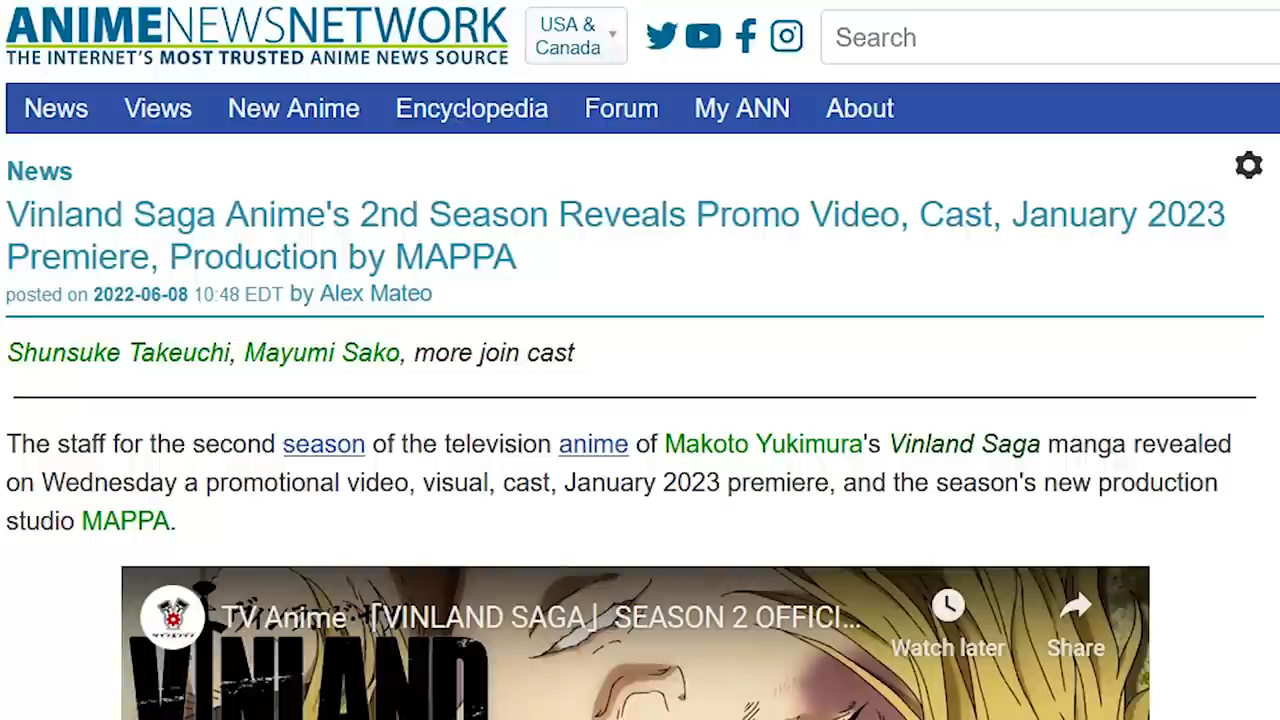 ANIMENEWSNETWORK
THE INTERNET'S MOST TRUSTED ANIME NEWS SOURCE
USA &
Canada
Search
News Views New Anime Encyclopedia Forum My ANN About
News
Vinland Saga Anime's 2nd Season Reveals Promo Video, Cast, January 2023
Premiere, Production by MAPPA
posted on 2022-06-08 10:48 EDT by Alex Mateo
Shunsuke Takeuchi, Mayumi Sako, more join cast
The staff for the second season of the television anime of Makoto Yukimura's Vinland Saga manga revealed
on Wednesday a promotional video, visual, cast, January 2023 premiere, and the season's new production
studio MAPPA.
TV Anime「VINLAND SAGA」SEASON 2 OFFICI...
Watch later
Share
VINLAND